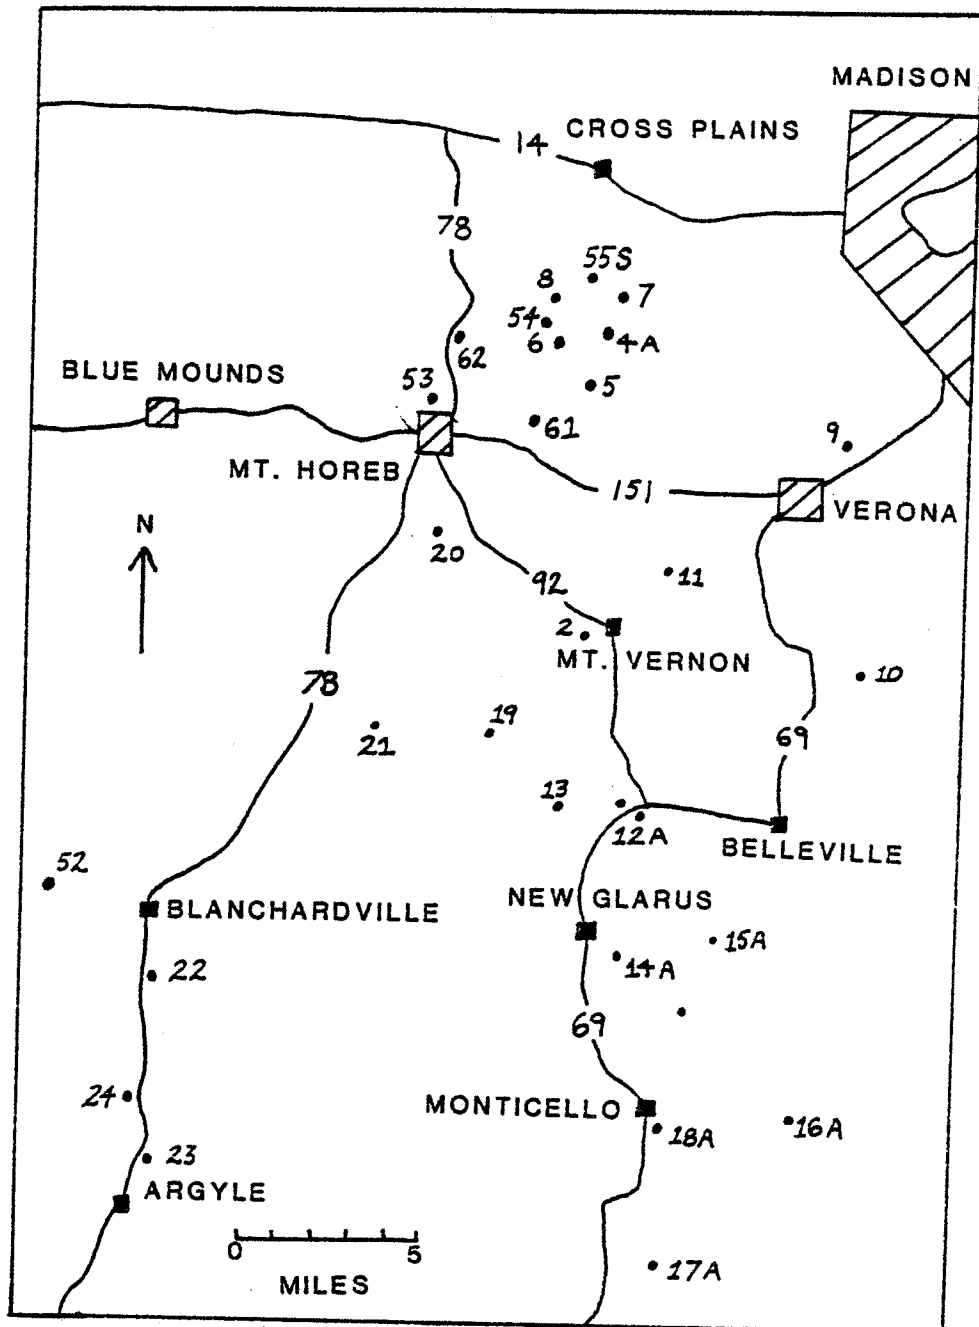 MADISON
CROSS PLAINS
14
78
55S
8
7
54
6
4A
62
BLUE MOUNDS
53
5
61
9
MT. HOREB
151
VERONA
N
20
92
11
2
MT. VERNON
10
78
19
21
69
13
12A
BELLEVILLE
52
NEW GLARUS
BLANCHARDVILLE
15A
14A
22
69
24
MONTICELLO
18A
16A
23
ARGYLE
0 5
MILES
17A